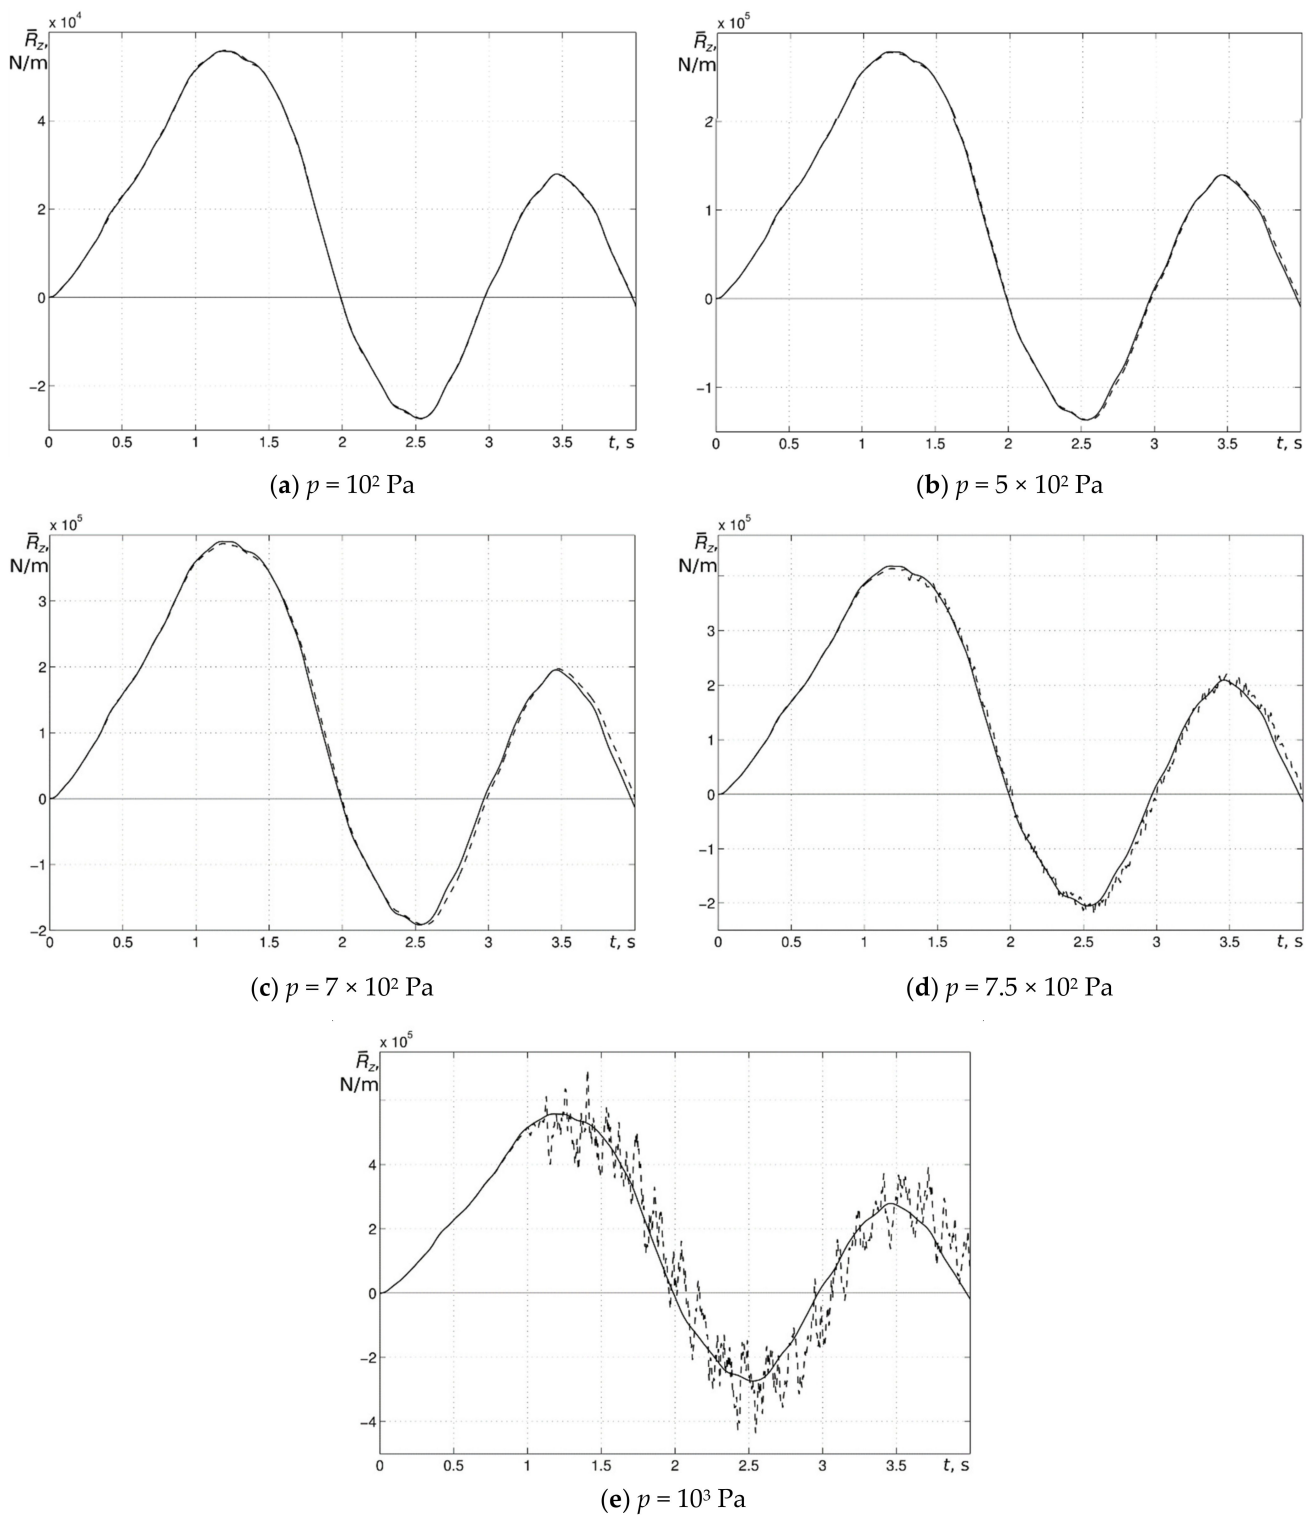 x 10⁴
R̄z,
N/m
4
2
0
−2
0 0.5 1 1.5 2 2.5 3 3.5 t, s
(a) p = 10² Pa
x 10⁵
R̄z,
N/m
2
1
0
−1
0 0.5 1 1.5 2 2.5 3 3.5 t, s
(b) p = 5 × 10² Pa
x 10⁵
R̄z,
N/m
3
2
1
0
−1
−2
0 0.5 1 1.5 2 2.5 3 3.5 t, s
(c) p = 7 × 10² Pa
x 10⁵
R̄z,
N/m
3
2
1
0
−1
−2
0 0.5 1 1.5 2 2.5 3 3.5 t, s
(d) p = 7.5 × 10² Pa
x 10⁵
R̄z,
N/m
4
2
0
−2
−4
0 0.5 1 1.5 2 2.5 3 3.5 t, s
(e) p = 10³ Pa